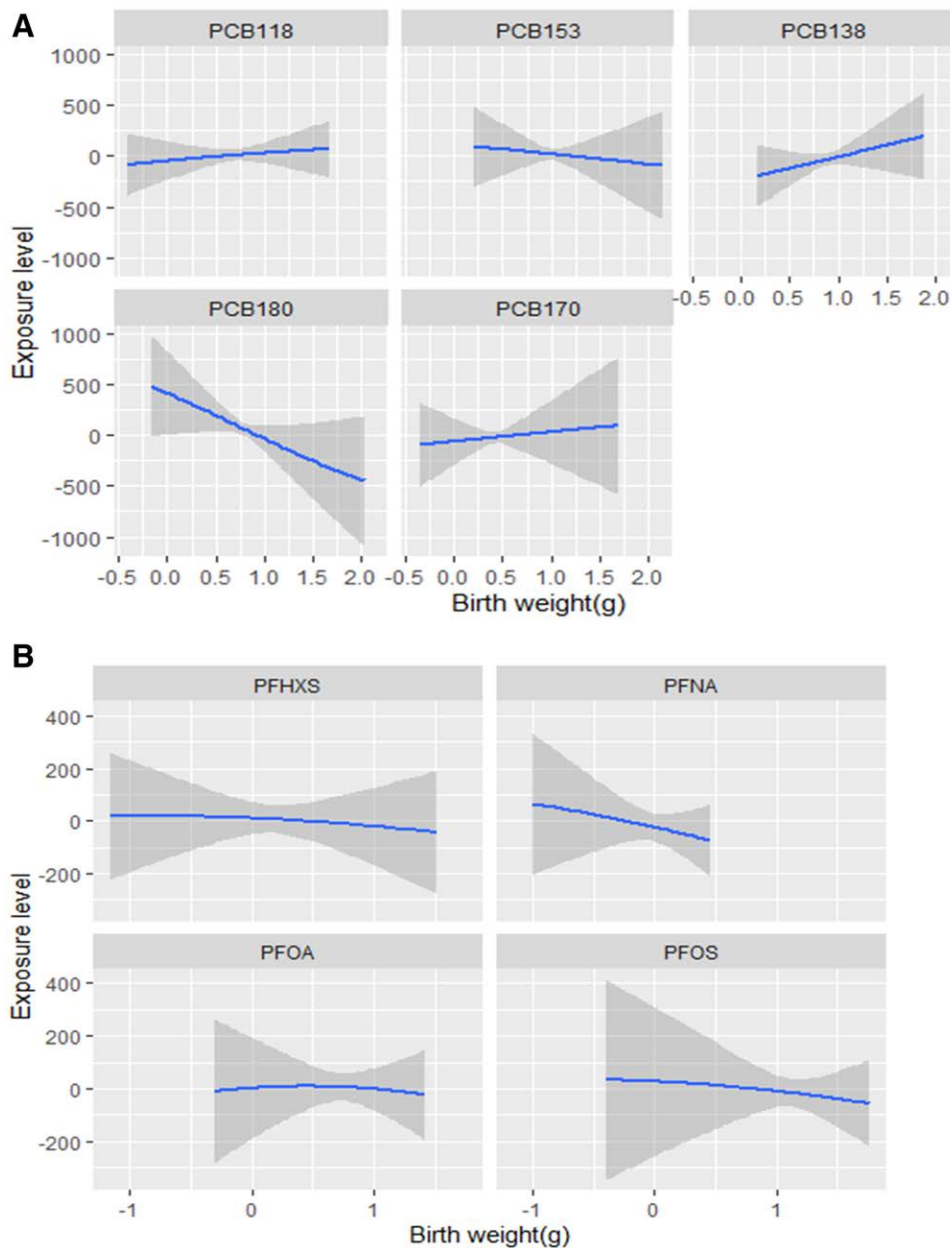 A
PCB118 PCB153 PCB138
1000
500
0
-500
-1000
-0.5 0.0 0.5 1.0 1.5 2.0
PCB180 PCB170
1000
500
0
-500
-1000
-0.5 0.0 0.5 1.0 1.5 2.0 -0.5 0.0 0.5 1.0 1.5 2.0
Exposure level
Birth weight(g)
B
PFHXS PFNA
400
200
0
-200
PFOA PFOS
400
200
0
-200
-1 0 1 -1 0 1
Exposure level
Birth weight(g)